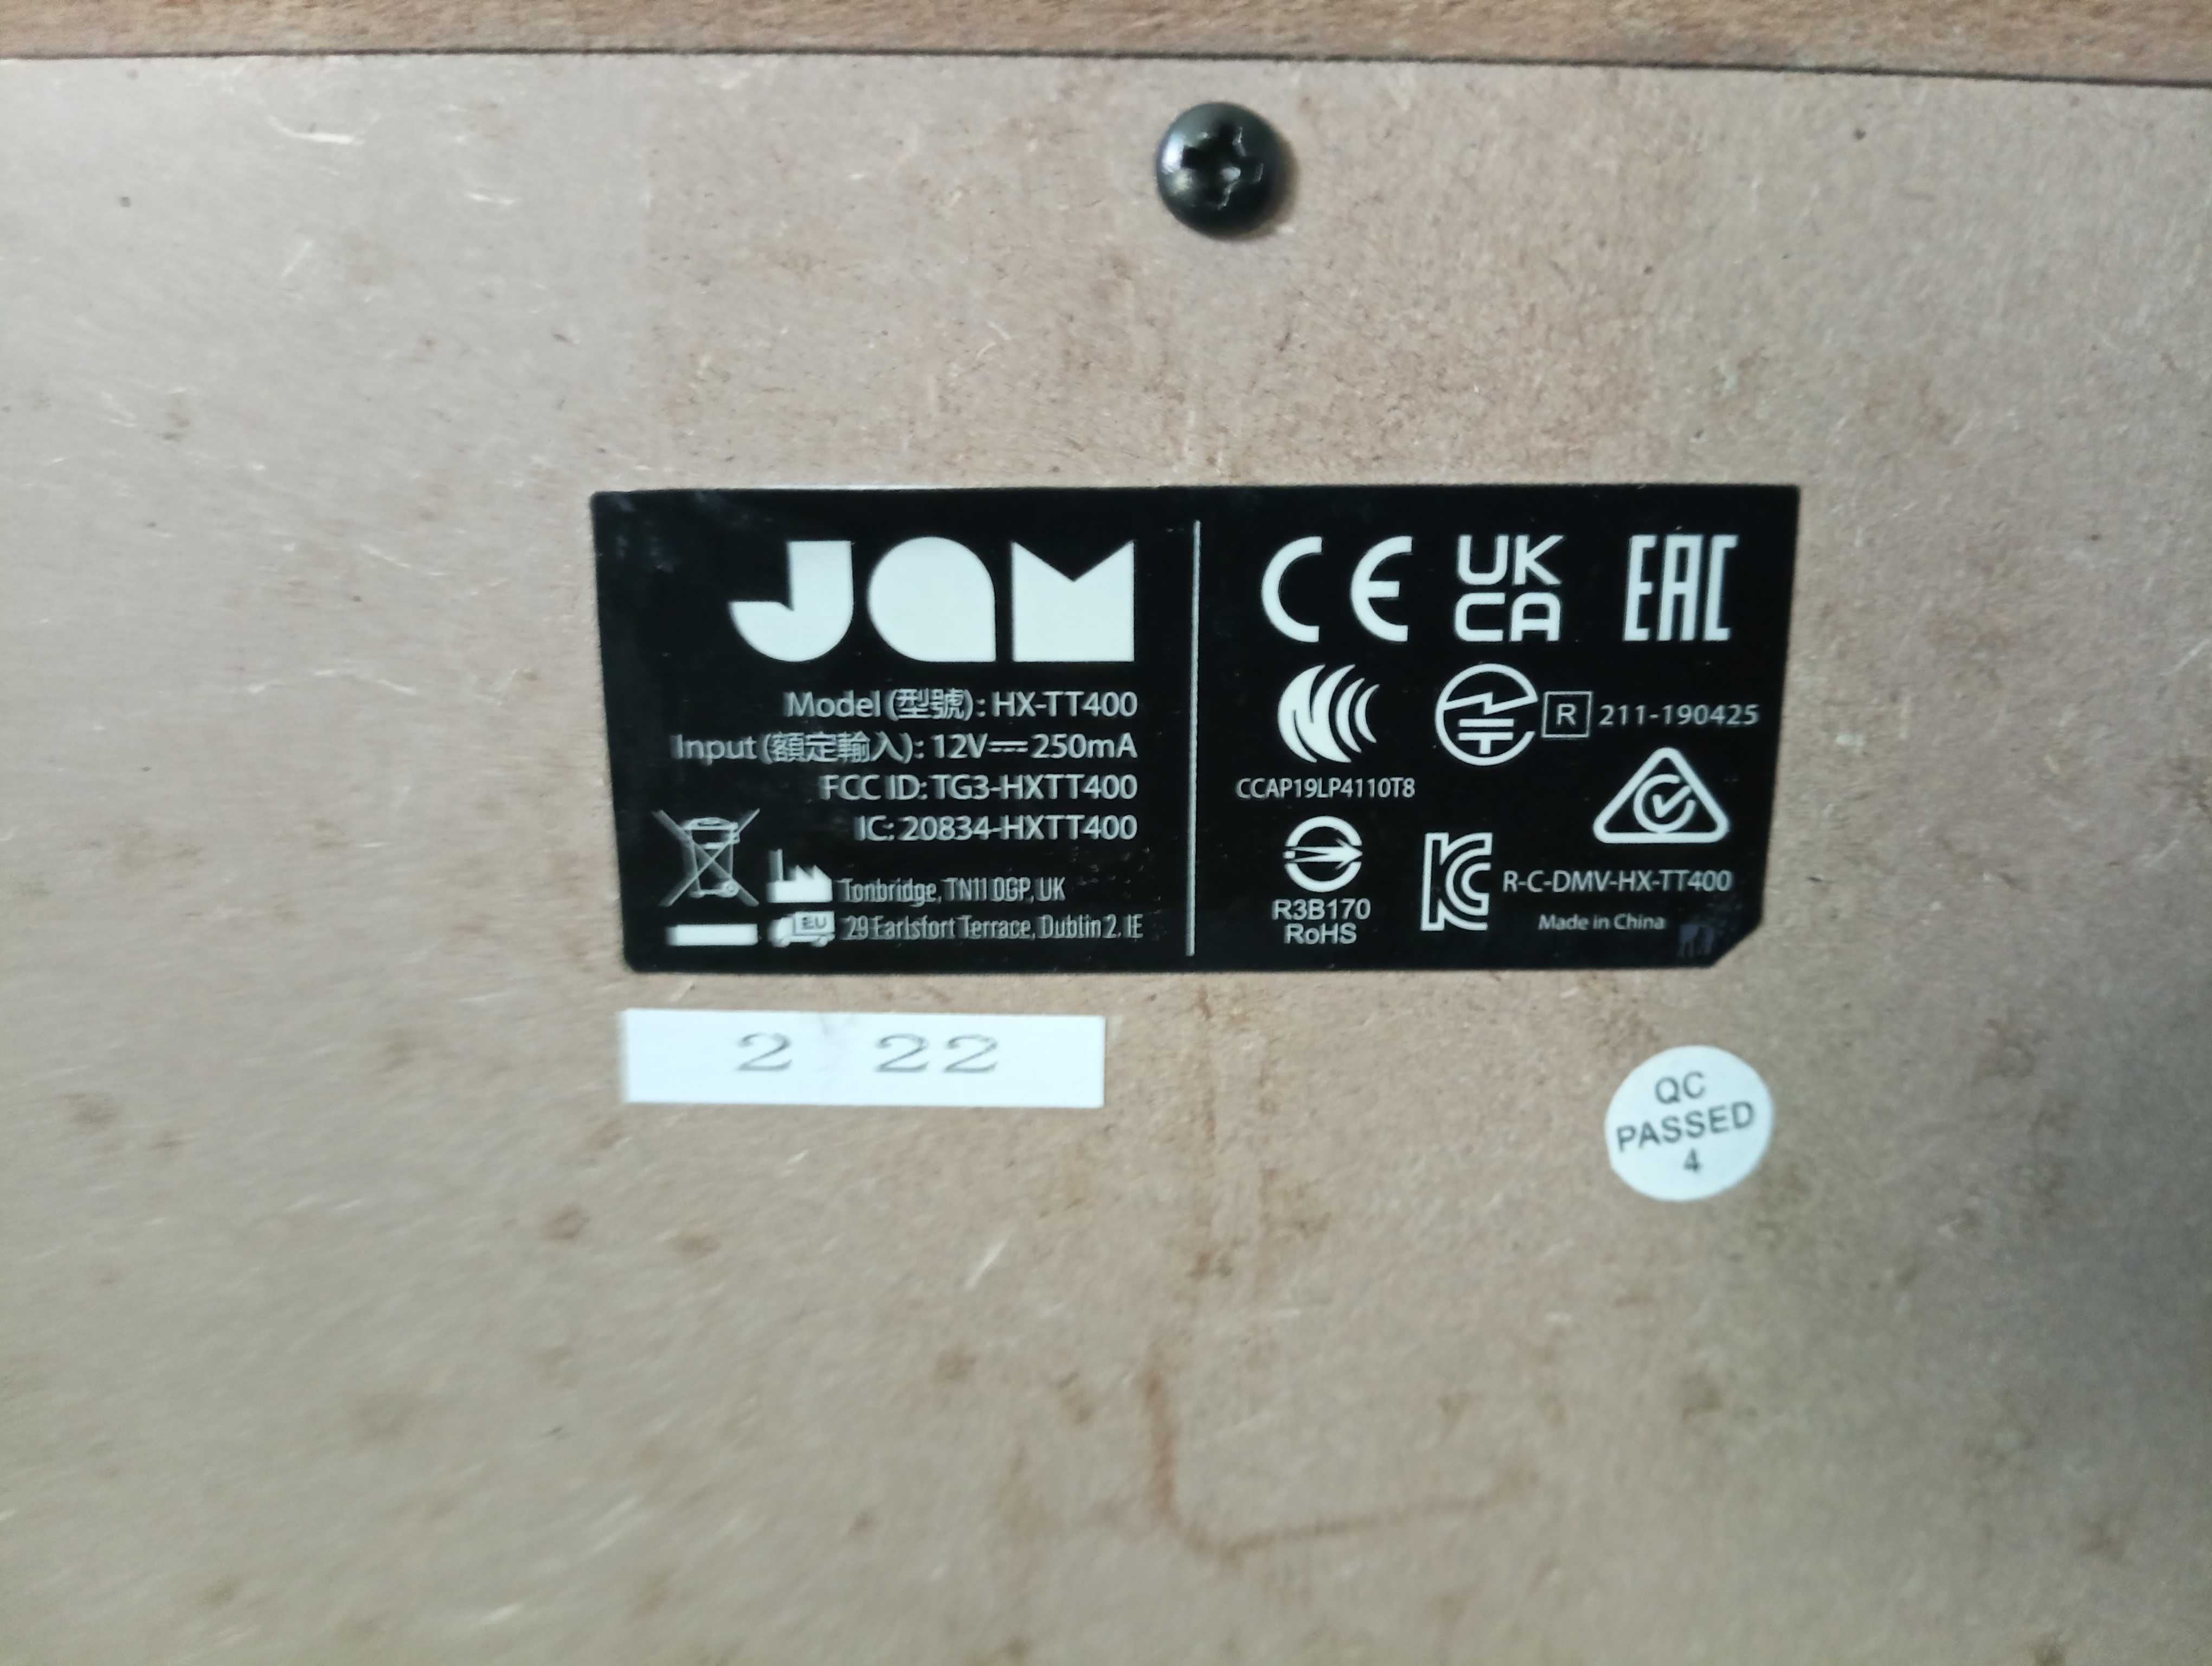 JAM
Model (型號): HX-TT400
Input (額定輸入): 12V⎓250mA
FCC ID: TG3-HXTT400
IC: 20834-HXTT400
Tonbridge, TN11 0GP, UK
EU 29 Earlsfort Terrace, Dublin 2, IE
CE UK CA EAC
R 211-190425
CCAP19LP4110T8
R3B170
RoHS
KC R-C-DMV-HX-TT400
Made in China
2 22
QC
PASSED
4